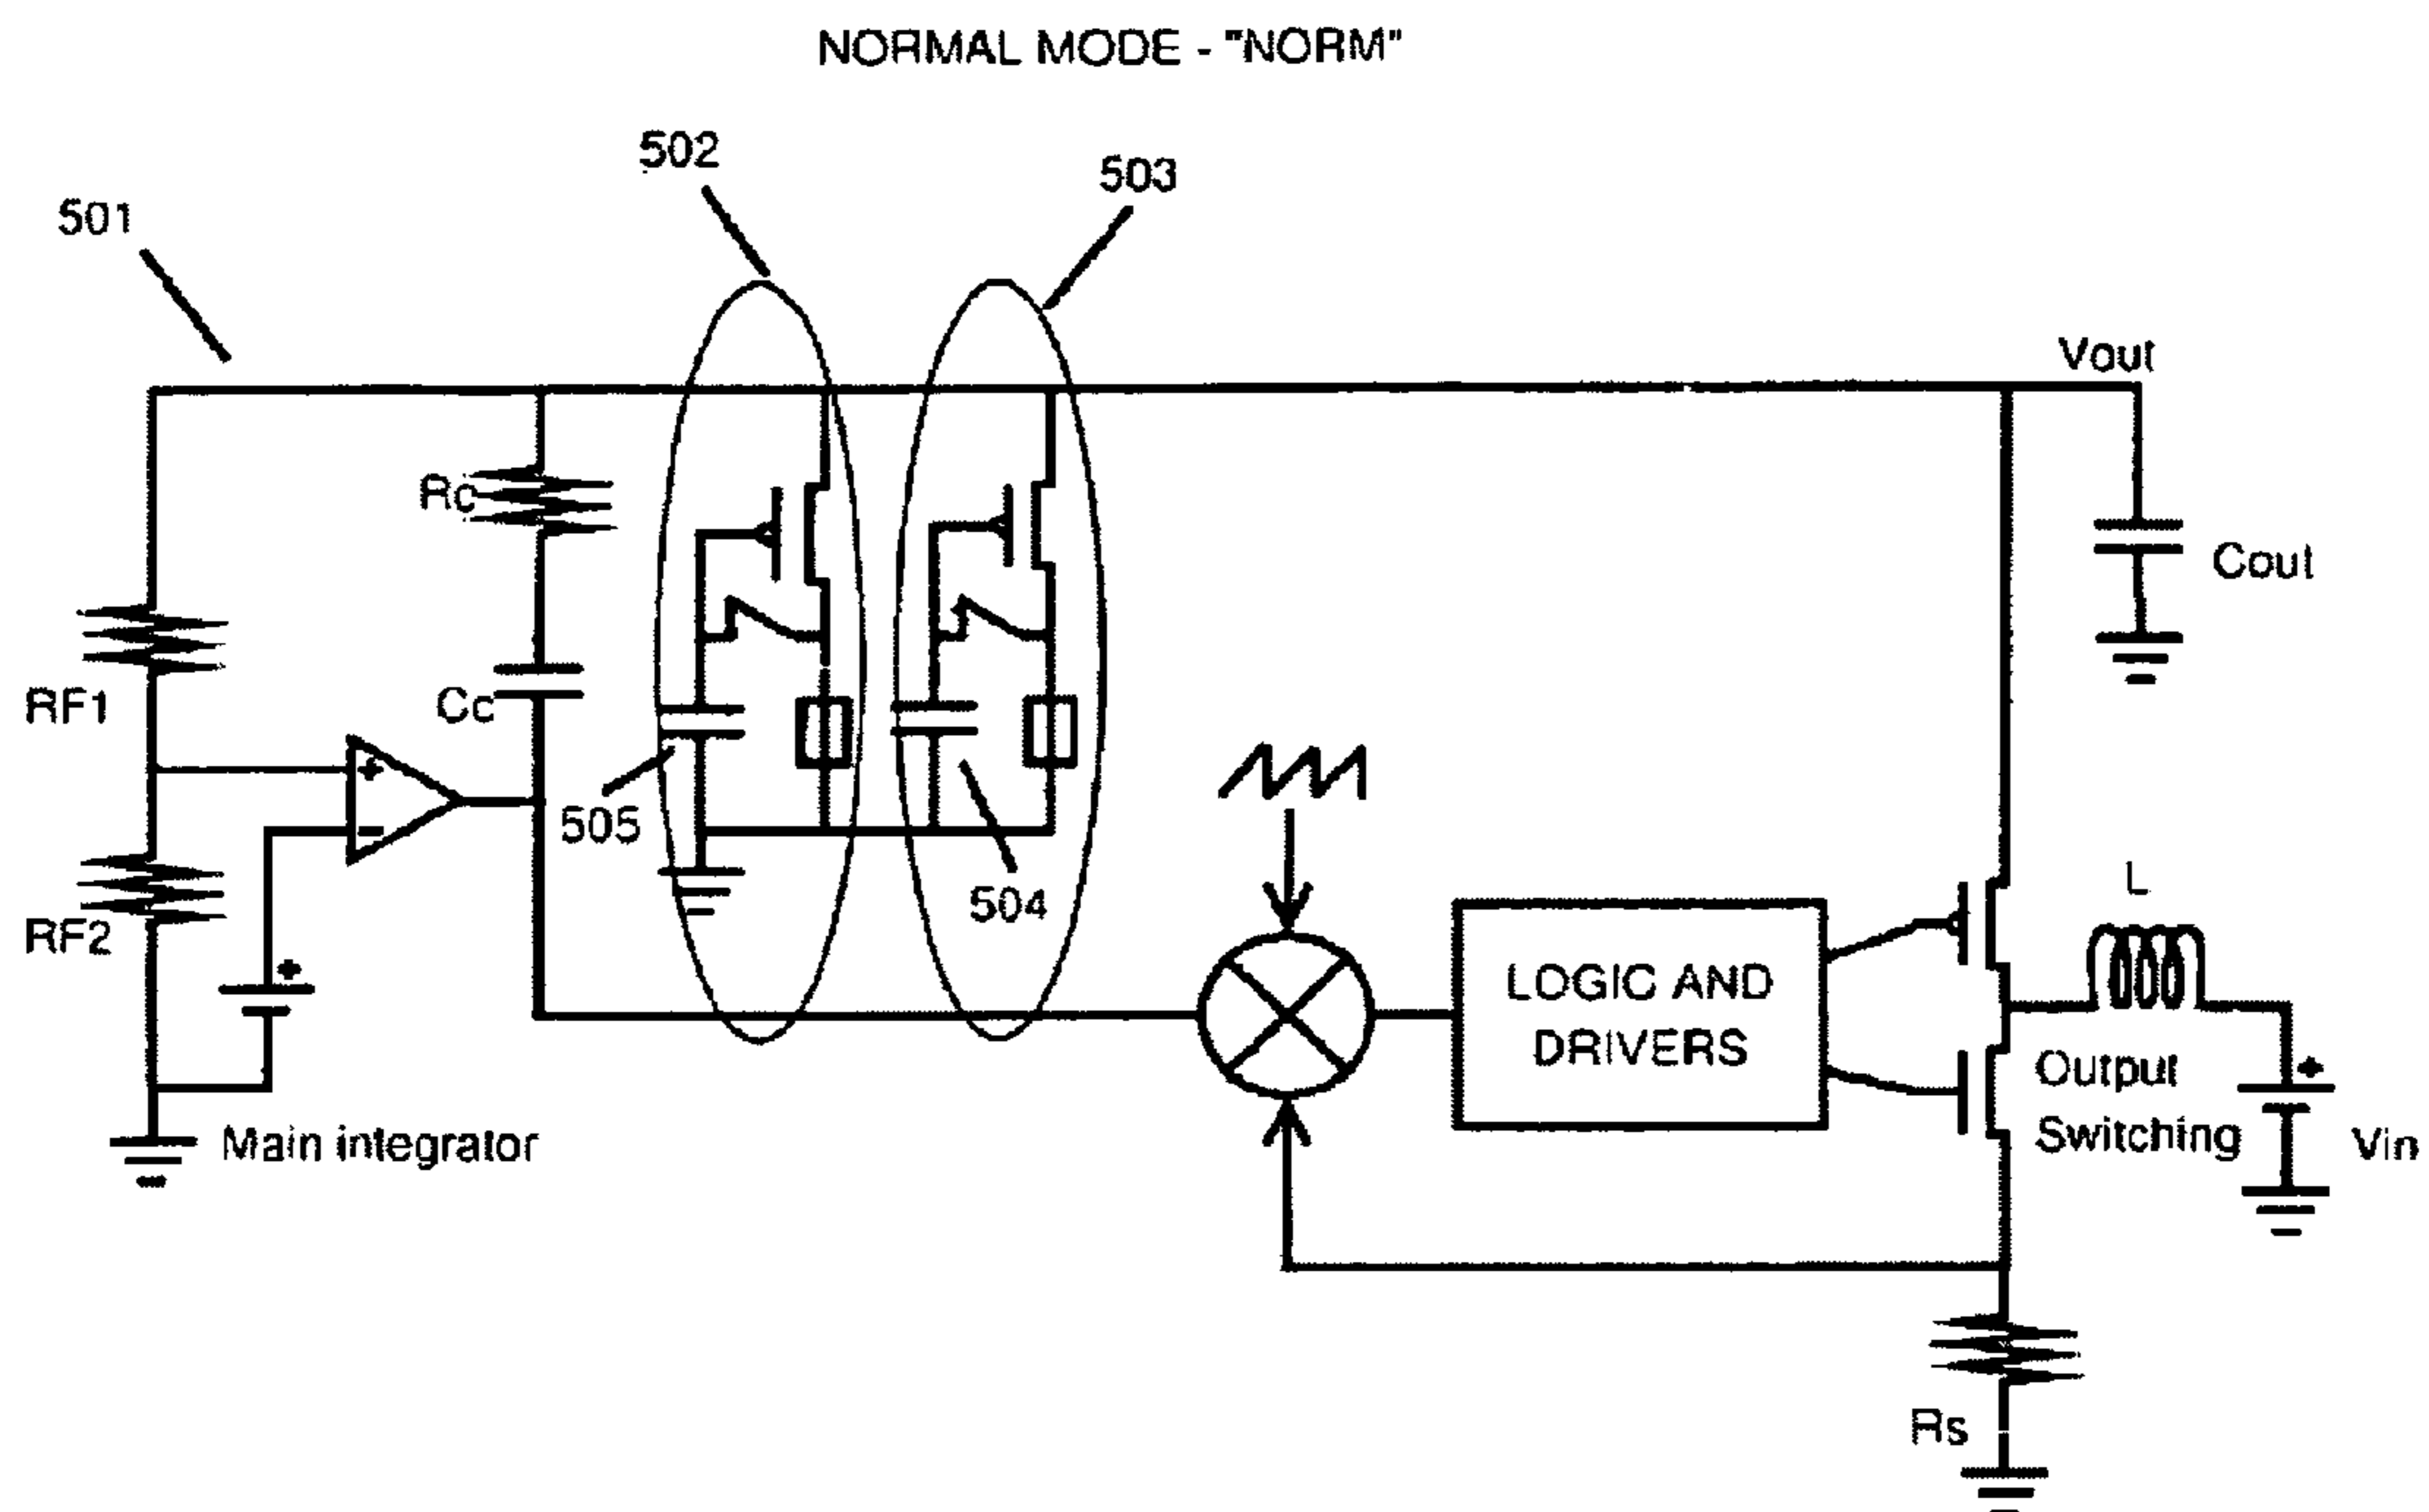 NORMAL MODE - "NORM"
502
503
501
Vout
Rc
Cout
RF1
Cc
505
504
L
RF2
LOGIC AND
DRIVERS
Output
Switching
Main integrator
Vin
Rs